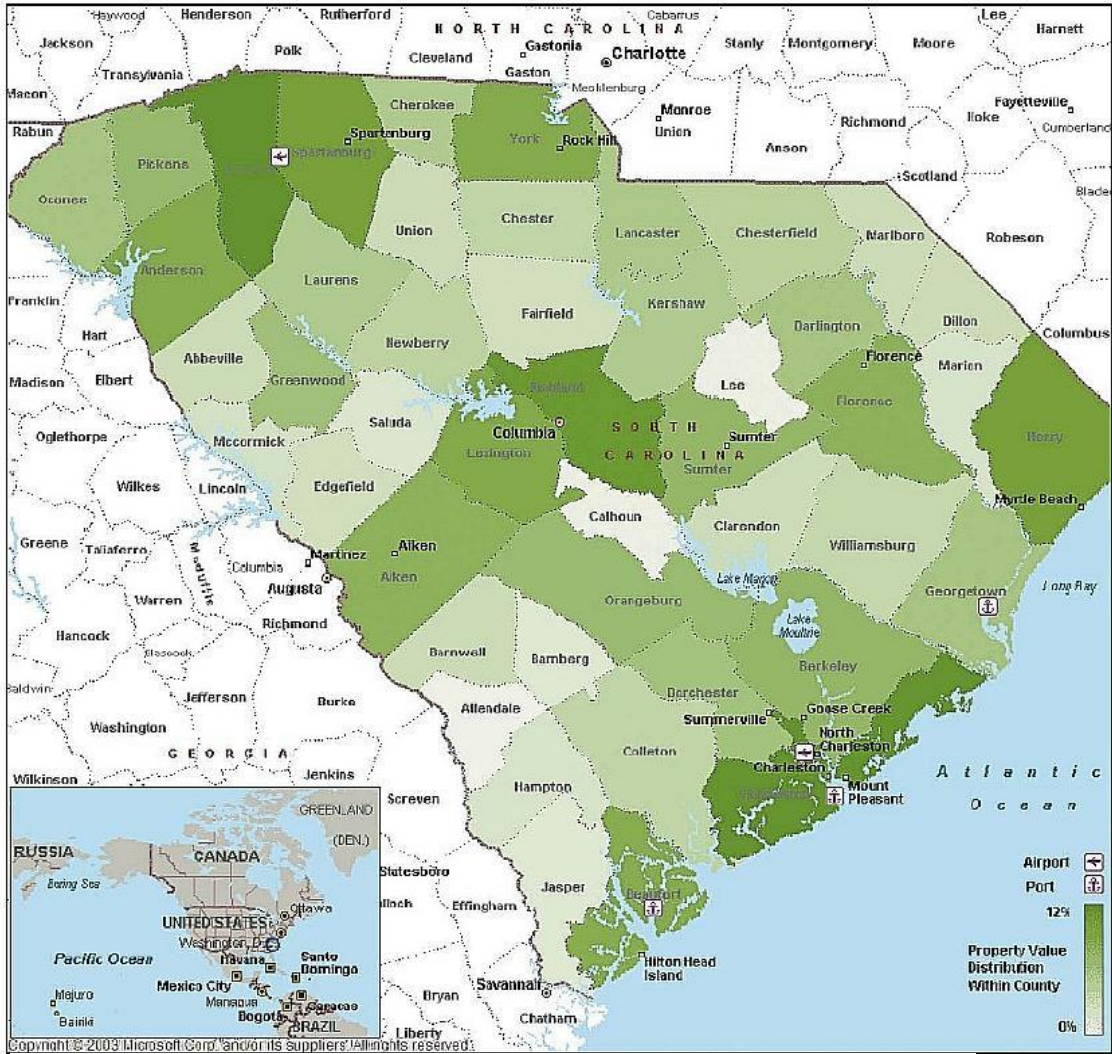 Haywood
Henderson
Rutherford
Cabarrus
Lee
Harnett
NORTH CAROLINA
Jackson
Polk
Cleveland
Gastonia
Gaston
Charlotte
Stanly
Montgomery
Moore
Transylvania
Macon
Mecklenburg
Cherokee
Monroe
Union
Richmond
Fayetteville
Hoke
Cumberland
Rabun
Spartanburg
Spartanburg
York
Rock Hill
Anson
Scotland
Pickens
Oconee
Union
Chester
Lancaster
Chesterfield
Marlboro
Robeson
Anderson
Laurens
Kershaw
Franklin
Fairfield
Darlington
Dillon
Hart
Newberry
Columbus
Abbeville
Florence
Marion
Madison
Elbert
Greenwood
Richland
Lee
Florence
Horry
Oglethorpe
Saluda
Columbia
SOUTH
CAROLINA
Sumter
Sumter
Mccormick
Lexington
Wilkes
Lincoln
Edgefield
Myrtle Beach
Calhoun
Clarendon
Williamsburg
Greene
Taliaferro
McDuffie
Columbia
Martinez
Aiken
Aiken
Augusta
Lake Marion
Georgetown
Long Bay
Warren
Richmond
Orangeburg
Lake
Moultrie
Hancock
Glascock
Barnwell
Bamberg
Berkeley
Baldwin
Jefferson
Burke
Allendale
Dorchester
Summerville
Goose Creek
Washington
North
Charleston
GEORGIA
Colleton
Charleston
Mount
Pleasant
Charleston
Wilkinson
Jenkins
Hampton
Screven
Atlantic
Ocean
GREENLAND
(DEN.)
RUSSIA
CANADA
Bering Sea
Statesboro
Jasper
Beaufort
Airport
Port
12%
Effingham
Ottawa
UNITED STATES
Washington, D.
Pacific Ocean
Havana
Santo
Domingo
Mexico City
Managua
Caracas
Bogotá
BRAZIL
Majuro
Bairiki
Hilton Head
Island
Property Value
Distribution
Within County
0%
Savannah
Bryan
Chatham
Liberty
Copyright © 2003 Microsoft Corp. and/or its suppliers. All rights reserved.